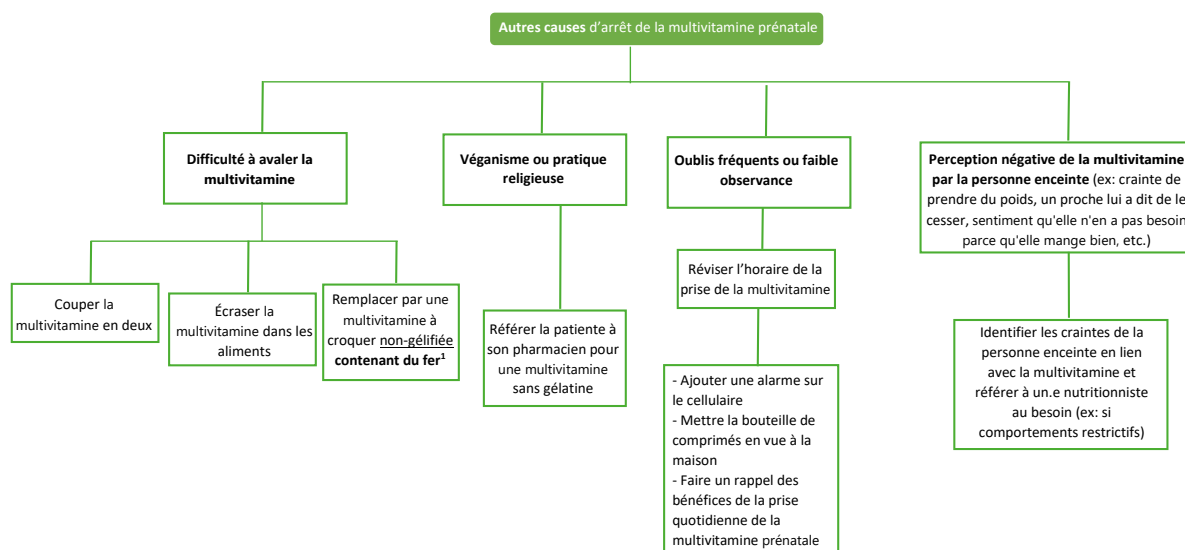 Autres causes d'arrêt de la multivitamine prénatale
Difficulté à avaler la
multivitamine
Véganisme ou pratique
religieuse
Oublis fréquents ou faible
observance
Perception négative de la multivitamine
par la personne enceinte (ex: crainte de
prendre du poids, un proche lui a dit de le
cesser, sentiment qu'elle n'en a pas besoin
parce qu'elle mange bien, etc.)
Couper la
multivitamine en deux
Écraser la
multivitamine dans les
aliments
Remplacer par une
multivitamine à
croquer non-gélifiée
contenant du fer¹
Référer la patiente à
son pharmacien pour
une multivitamine
sans gélatine
Réviser l'horaire de la
prise de la multivitamine
- Ajouter une alarme sur
le cellulaire
- Mettre la bouteille de
comprimés en vue à la
maison
- Faire un rappel des
bénéfices de la prise
quotidienne de la
multivitamine prénatale
Identifier les craintes de la
personne enceinte en lien
avec la multivitamine et
référer à un.e nutritionniste
au besoin (ex: si
comportements restrictifs)